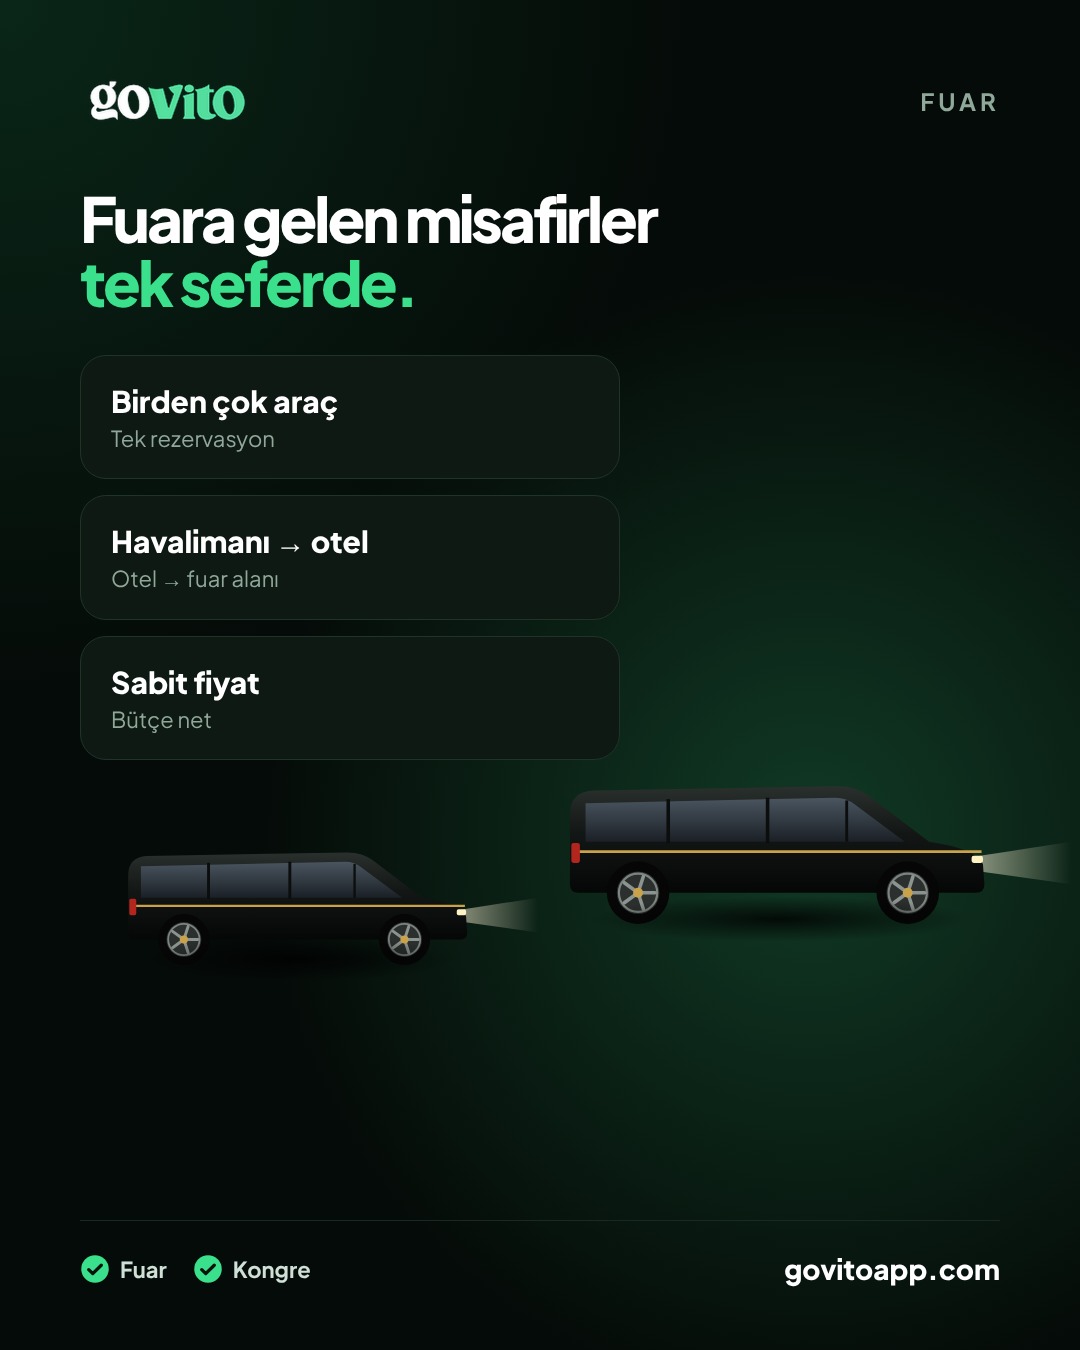 govito
FUAR
Fuara gelen misafirler
tek seferde.
Birden çok araç
Tek rezervasyon
Havalimanı → otel
Otel → fuar alanı
Sabit fiyat
Bütçe net
Fuar
Kongre
govitoapp.com